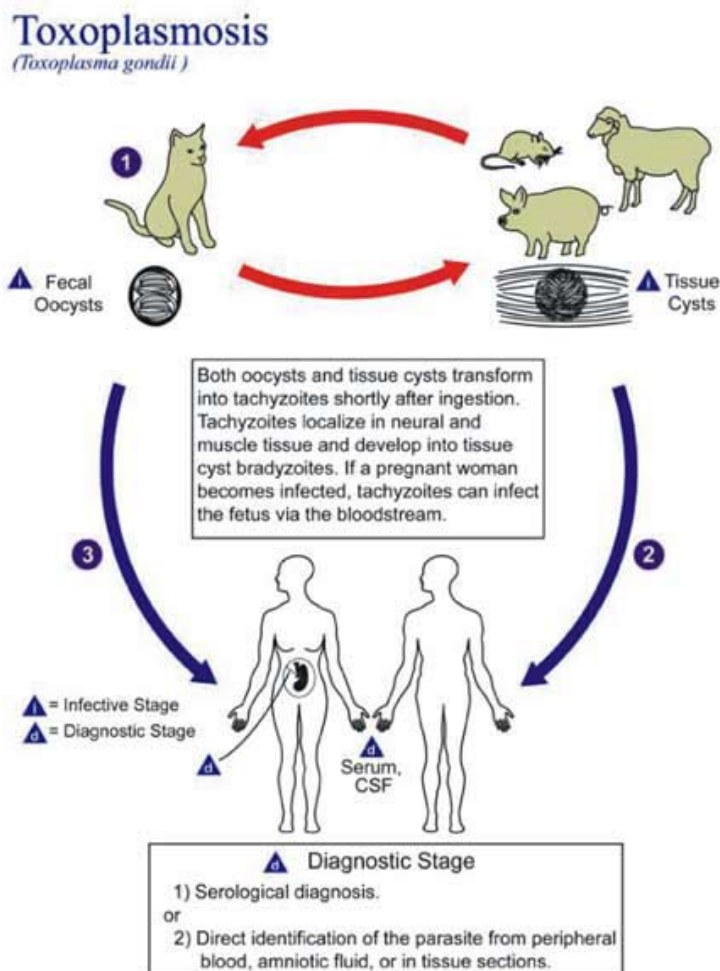 Toxoplasmosis
(Toxoplasma gondii )
1
i Fecal
Oocysts
i Tissue
Cysts
Both oocysts and tissue cysts transform
into tachyzoites shortly after ingestion.
Tachyzoites localize in neural and
muscle tissue and develop into tissue
cyst bradyzoites. If a pregnant woman
becomes infected, tachyzoites can infect
the fetus via the bloodstream.
3
2
i = Infective Stage
d = Diagnostic Stage
d
d
Serum,
CSF
d Diagnostic Stage
1) Serological diagnosis.
or
2) Direct identification of the parasite from peripheral
blood, amniotic fluid, or in tissue sections.